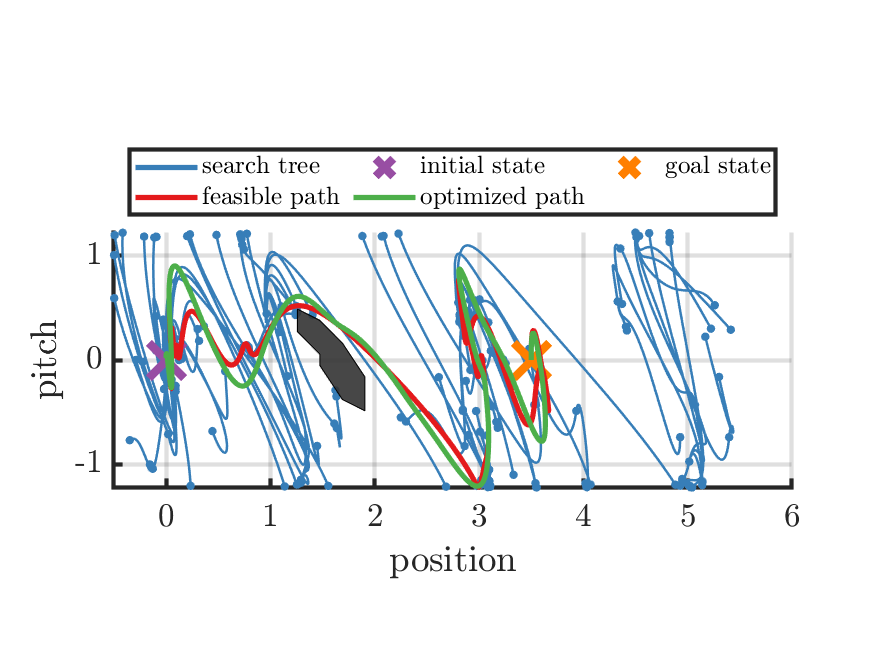 search tree initial state goal state
feasible path optimized path
1
0
-1
pitch
0 1 2 3 4 5 6
position